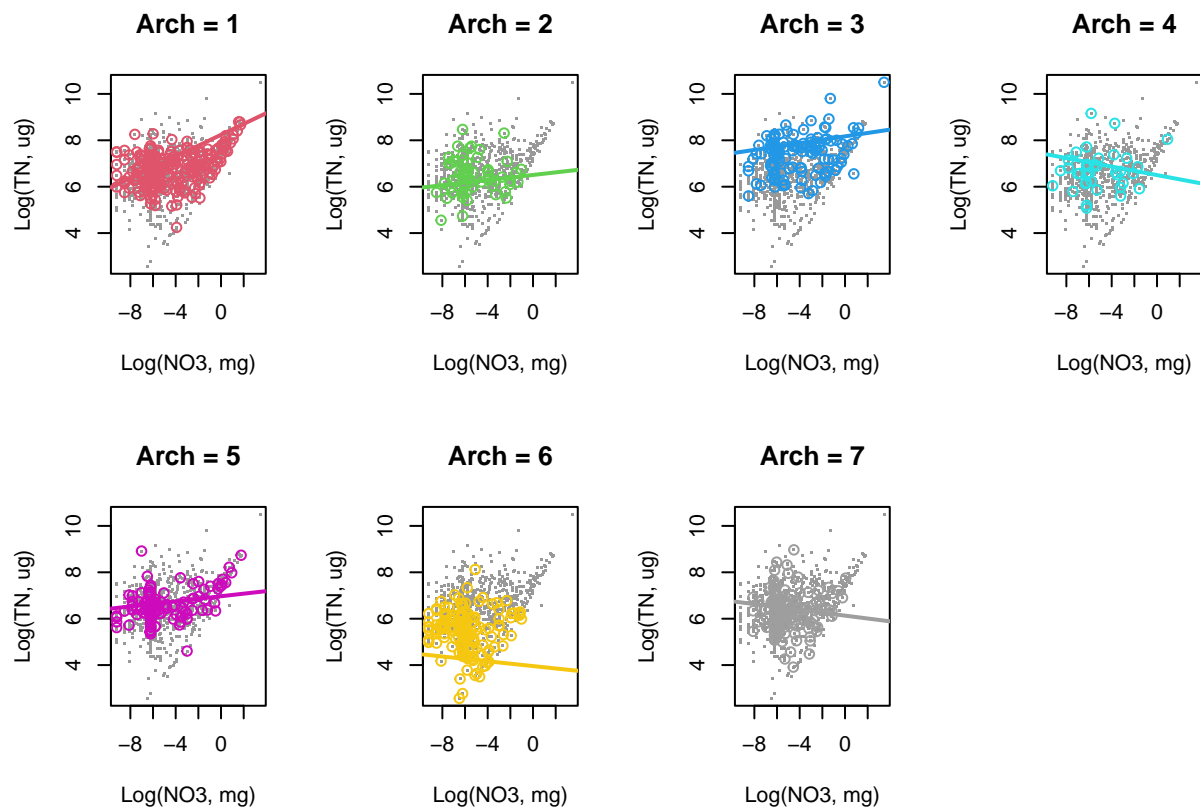 Arch = 1
Log(TN, ug)
10
8
6
4
−8 −4 0
Log(NO3, mg)
Arch = 2
Log(TN, ug)
10
8
6
4
−8 −4 0
Log(NO3, mg)
Arch = 3
Log(TN, ug)
10
8
6
4
−8 −4 0
Log(NO3, mg)
Arch = 4
Log(TN, ug)
10
8
6
4
−8 −4 0
Log(NO3, mg)
Arch = 5
Log(TN, ug)
10
8
6
4
−8 −4 0
Log(NO3, mg)
Arch = 6
Log(TN, ug)
10
8
6
4
−8 −4 0
Log(NO3, mg)
Arch = 7
Log(TN, ug)
10
8
6
4
−8 −4 0
Log(NO3, mg)